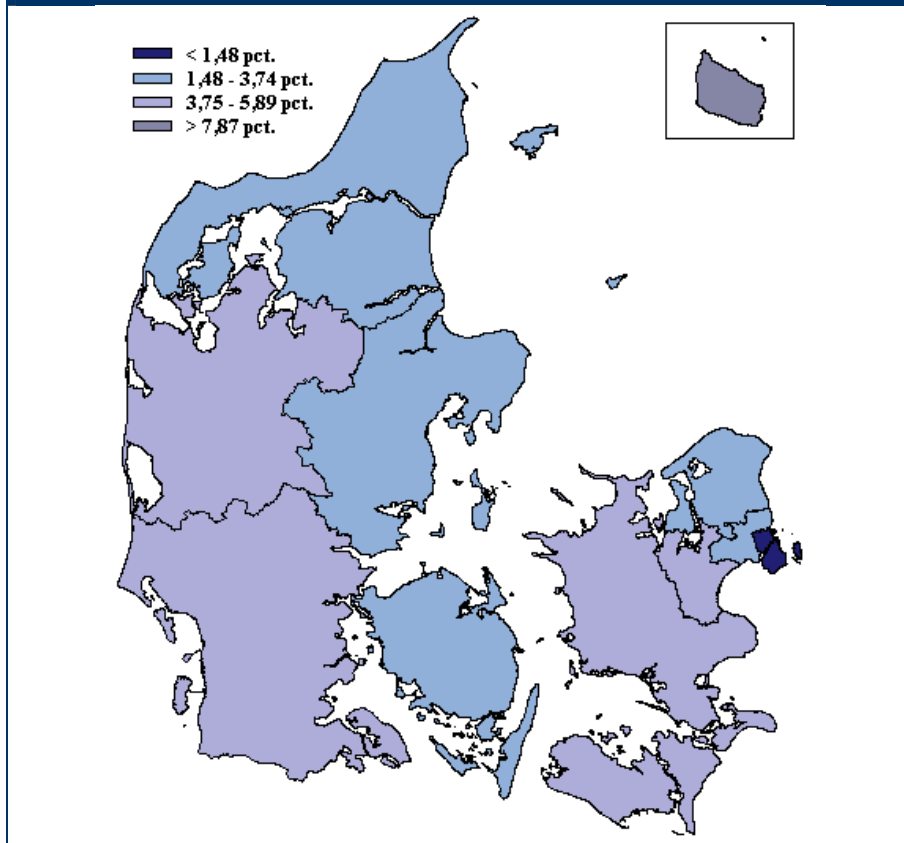 < 1,48 pct.
1,48 - 3,74 pct.
3,75 - 5,89 pct.
> 7,87 pct.